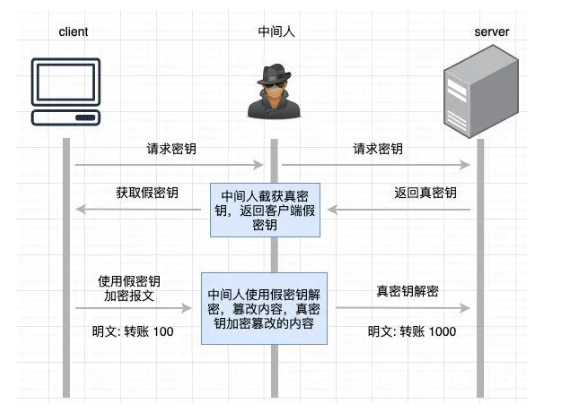 client
中间人
server
请求密钥
请求密钥
获取假密钥
中间人截获真密
钥，返回客户端假
密钥
返回真密钥
使用假密钥
加密报文
明文: 转账 100
中间人使用假密钥解
密，篡改内容，真密
钥加密篡改的内容
真密钥解密
明文: 转账 1000